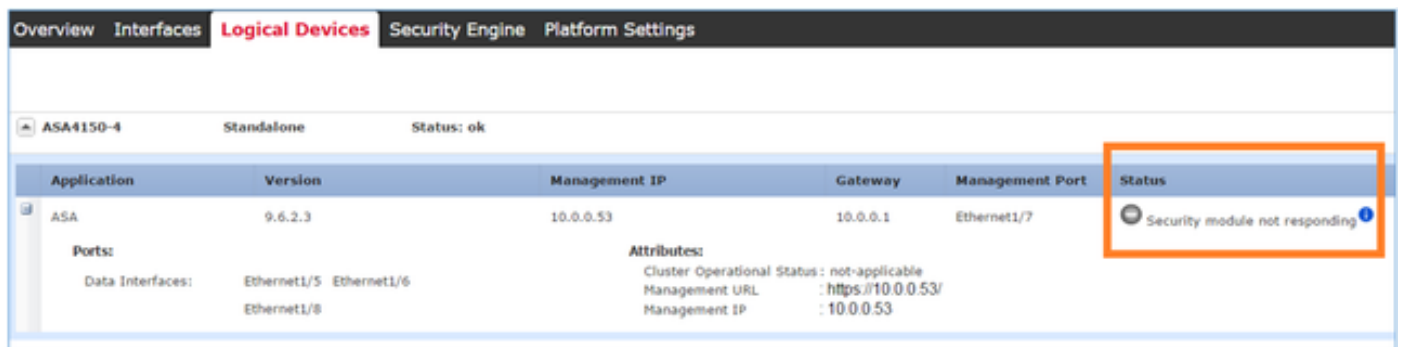 Overview Interfaces Logical Devices Security Engine Platform Settings
ASA4150-4 Standalone Status: ok
Application Version Management IP Gateway Management Port Status
ASA 9.6.2.3 10.0.0.53 10.0.0.1 Ethernet1/7 Security module not responding
Ports: Attributes:
Data Interfaces: Ethernet1/5 Ethernet1/6 Cluster Operational Status : not-applicable
Management URL : https://10.0.0.53/
Ethernet1/8 Management IP : 10.0.0.53